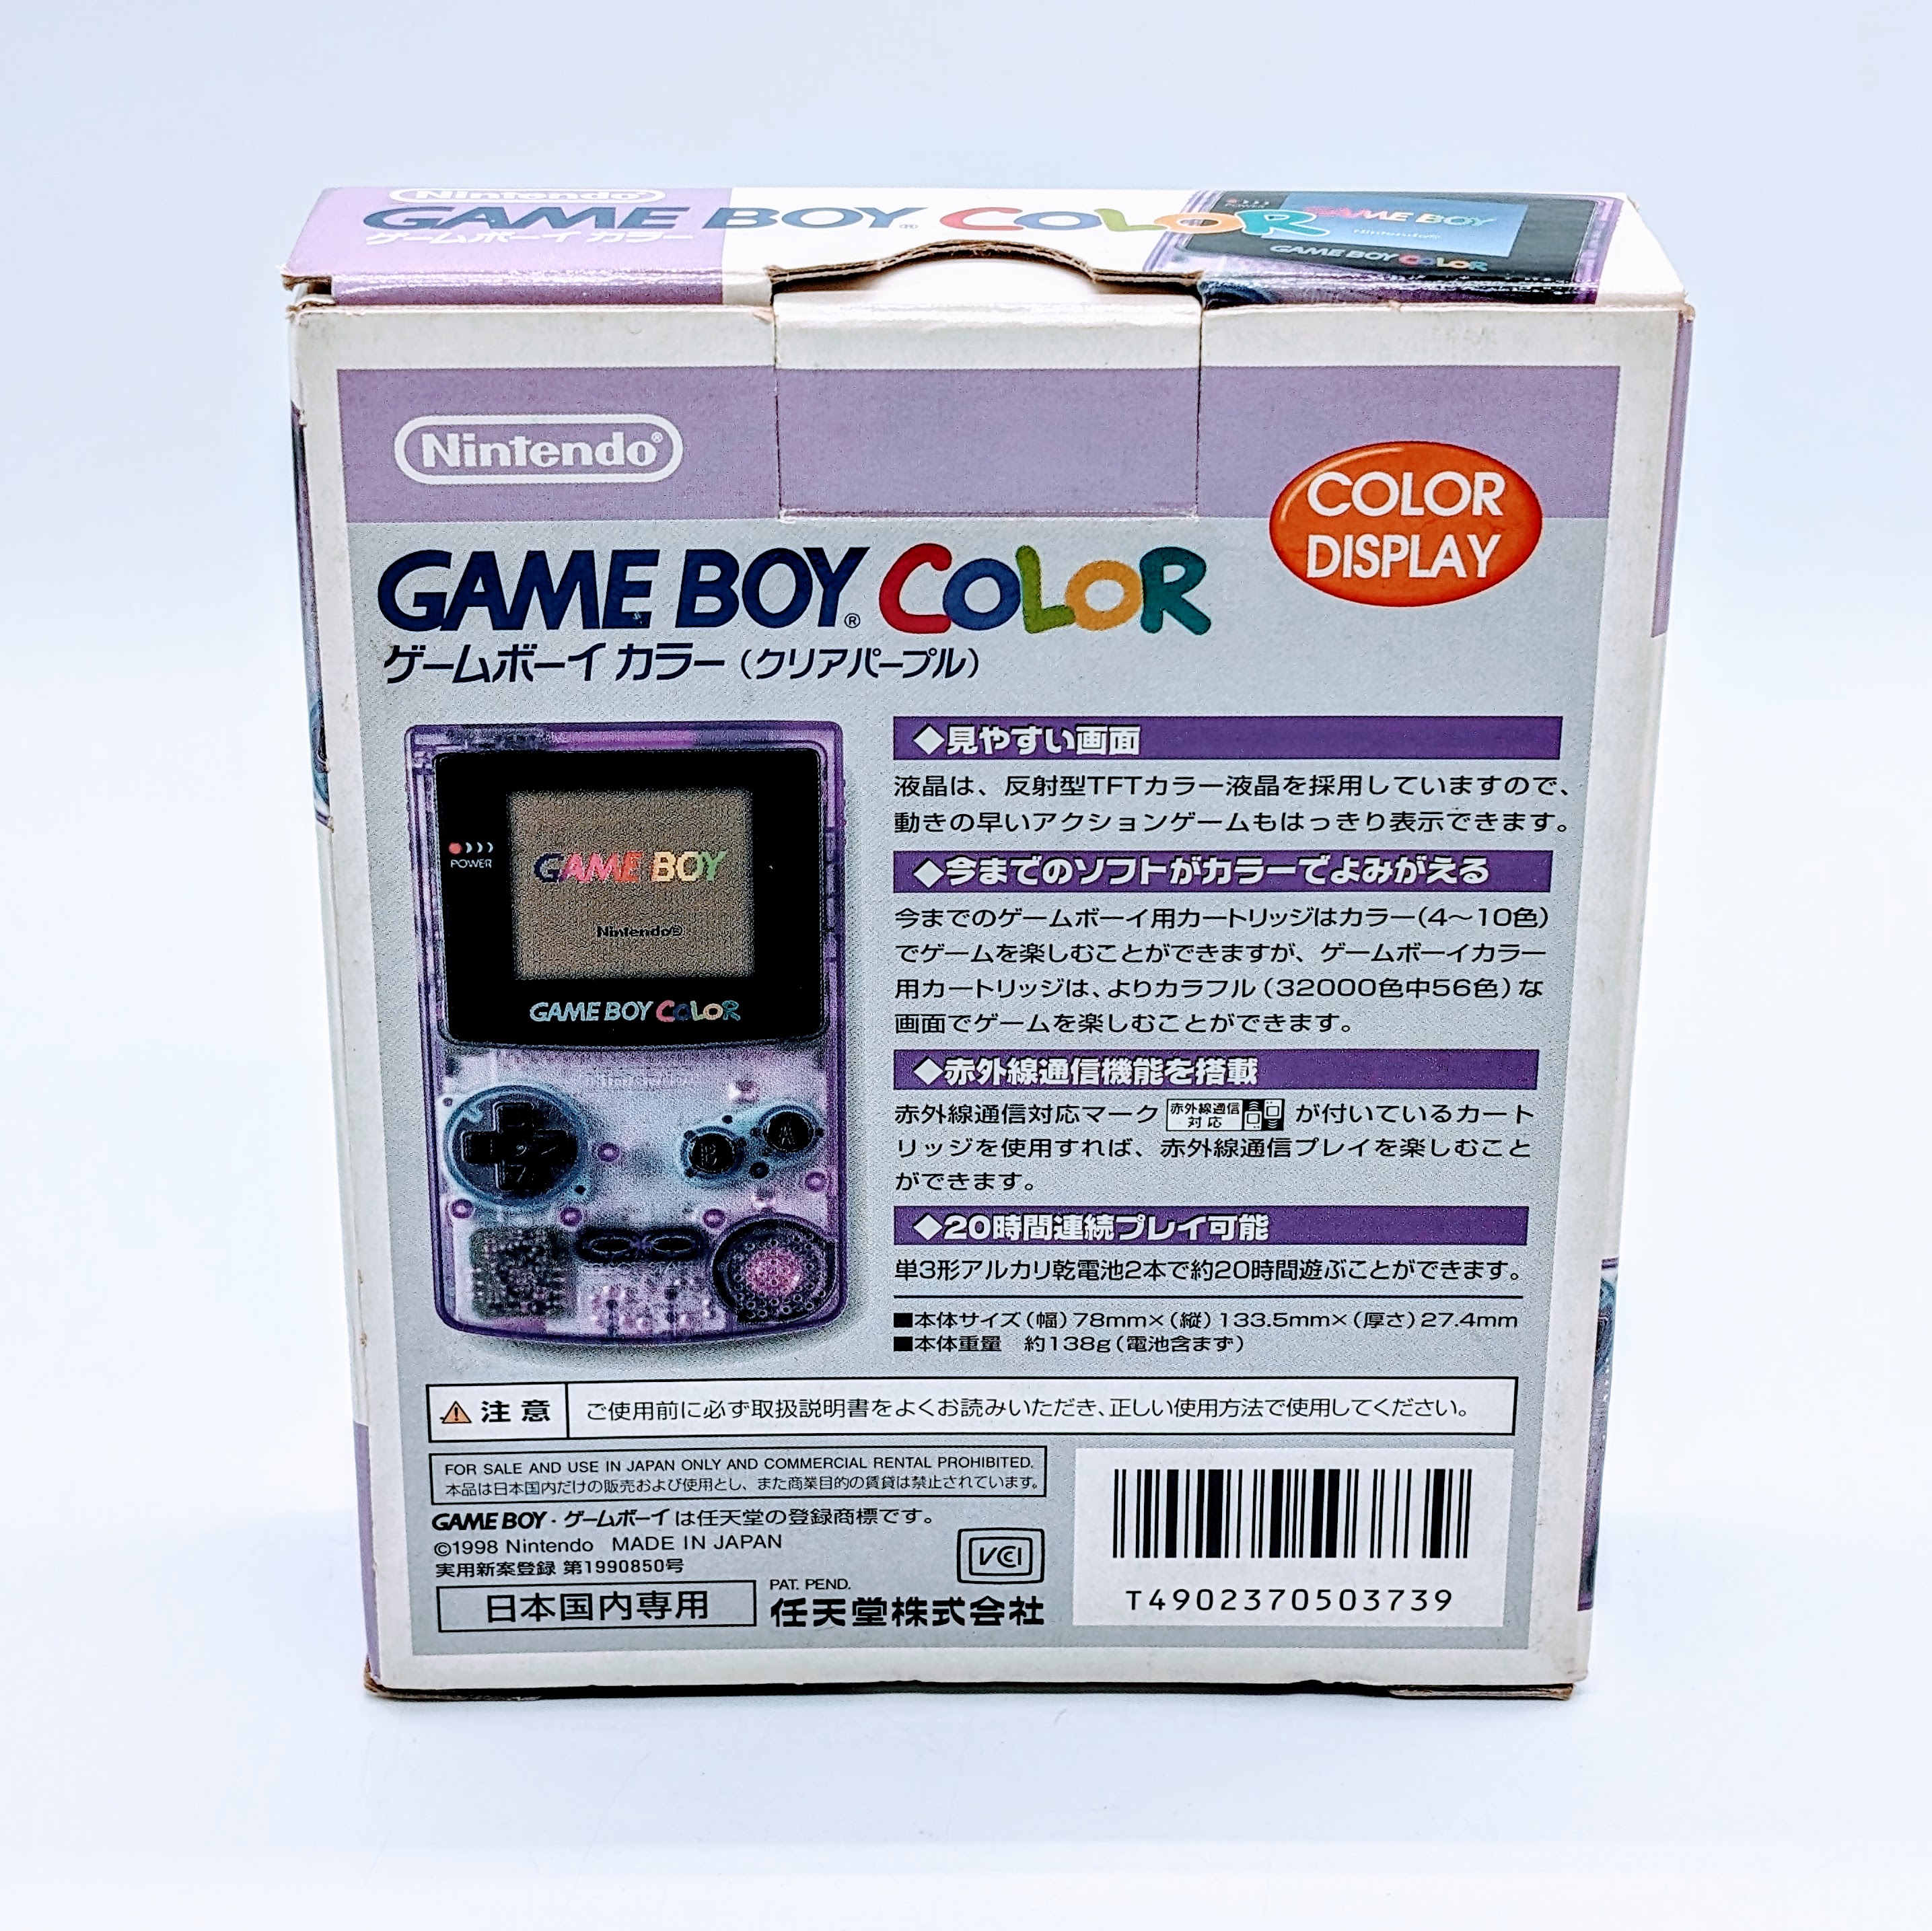 Nintendo
GAME BOY® COLOR
ゲームボーイ カラー
POWER
GAME BOY
Nintendo®
GAME BOY COLOR
Nintendo®
COLOR
DISPLAY
GAME BOY® COLOR
ゲームボーイ カラー（クリアパープル）
POWER
GAME BOY
Nintendo®
GAME BOY COLOR
B
A
◆見やすい画面
液晶は、反射型TFTカラー液晶を採用していますので、
動きの早いアクションゲームもはっきり表示できます。
◆今までのソフトがカラーでよみがえる
今までのゲームボーイ用カートリッジはカラー（4〜10色）
でゲームを楽しむことができますが、ゲームボーイカラー
用カートリッジは、よりカラフル（32000色中56色）な
画面でゲームを楽しむことができます。
◆赤外線通信機能を搭載
赤外線通信対応マーク 赤外線通信対応 が付いているカート
リッジを使用すれば、赤外線通信プレイを楽しむこと
ができます。
◆20時間連続プレイ可能
単3形アルカリ乾電池2本で約20時間遊ぶことができます。
■本体サイズ（幅）78mm×（縦）133.5mm×（厚さ）27.4mm
■本体重量　約138g（電池含まず）
注意 ご使用前に必ず取扱説明書をよくお読みいただき、正しい使用方法で使用してください。
FOR SALE AND USE IN JAPAN ONLY AND COMMERCIAL RENTAL PROHIBITED.
本品は日本国内だけの販売および使用とし、また商業目的の賃貸は禁止されています。
GAME BOY・ゲームボーイ は任天堂の登録商標です。
©1998 Nintendo MADE IN JAPAN
実用新案登録 第1990850号
VCI
日本国内専用
PAT. PEND.
任天堂株式会社
T4902370503739